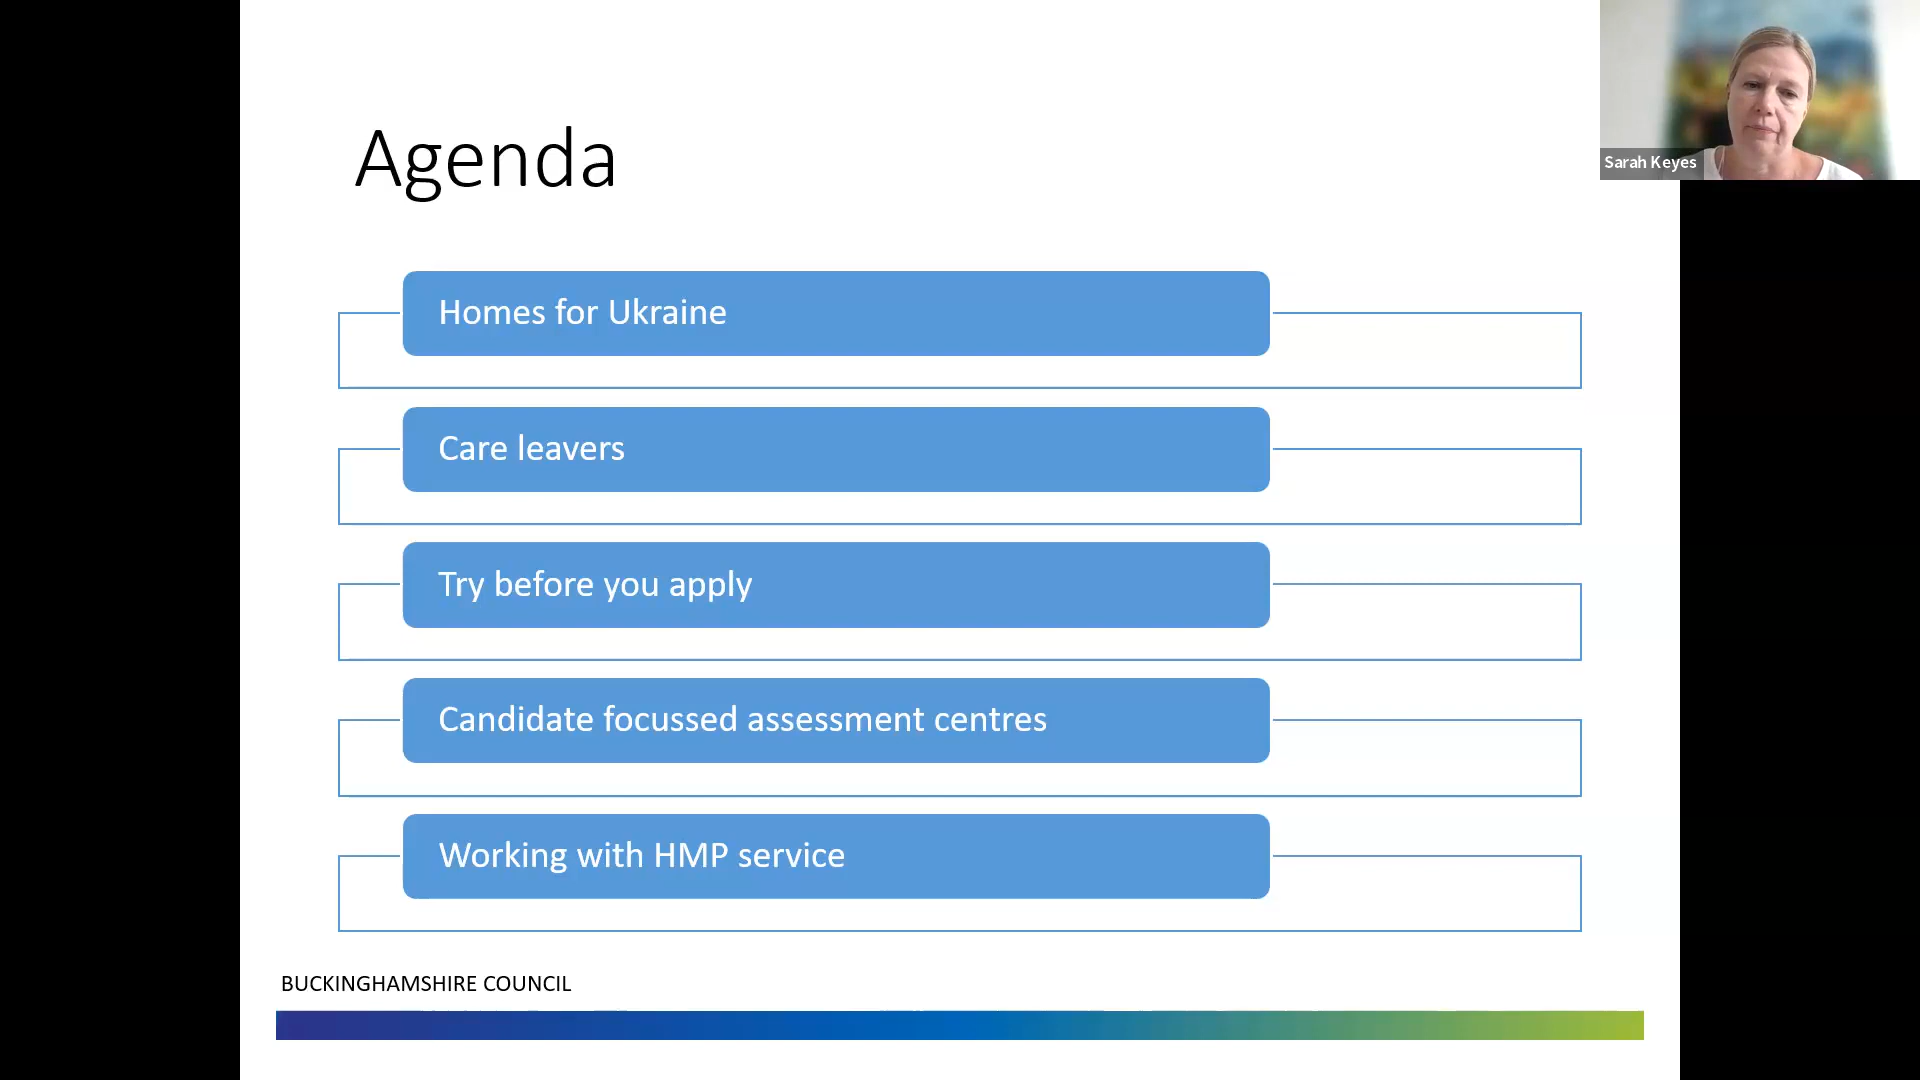 Agenda
Sarah Keyes
Homes for Ukraine
Care leavers
Try before you apply
Candidate focussed assessment centres
Working with HMP service
BUCKINGHAMSHIRE COUNCIL